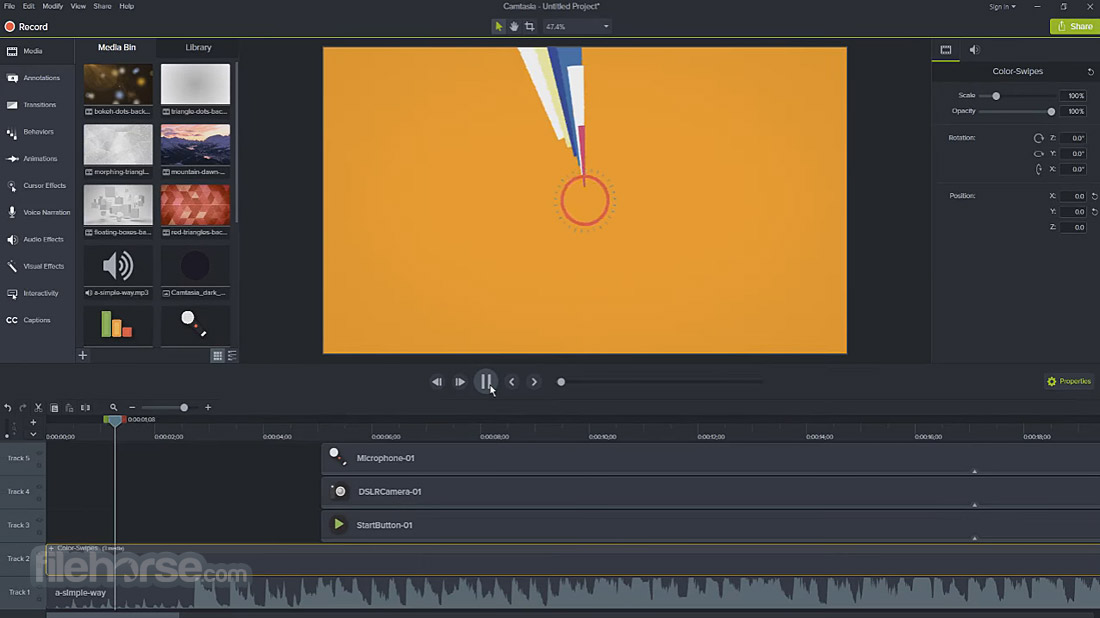 File Edit Modify View Share Help
Camtasia - Untitled Project*
Sign in
Record
47.4%
Share
Media
Annotations
Transitions
Behaviors
Animations
Cursor Effects
Voice Narration
Audio Effects
Visual Effects
Interactivity
CC Captions
Media Bin Library
bokeh-dots-back... triangle-dots-bac...
morphing-triangl... mountain-dawn-...
floating-boxes-ba... red-triangles-bac...
a-simple-way.mp3 Camtasia_dark_...
Color-Swipes
Scale 100%
Opacity 100%
Rotation: Z: 0.0°
Y: 0.0°
X: 0.0°
Position: X: 0.0
Y: 0.0
Z: 0.0
Properties
0:00:01;08
0:00:00;00 0:00:02;00 0:00:04;00 0:00:06;00 0:00:08;00 0:00:10;00 0:00:12;00 0:00:14;00 0:00:16;00 0:00:18;00
Track 5 Microphone-01
Track 4 DSLRCamera-01
Track 3 StartButton-01
Track 2 + Color-Swipes (1 media)
filehorse.com
Track 1 a-simple-way